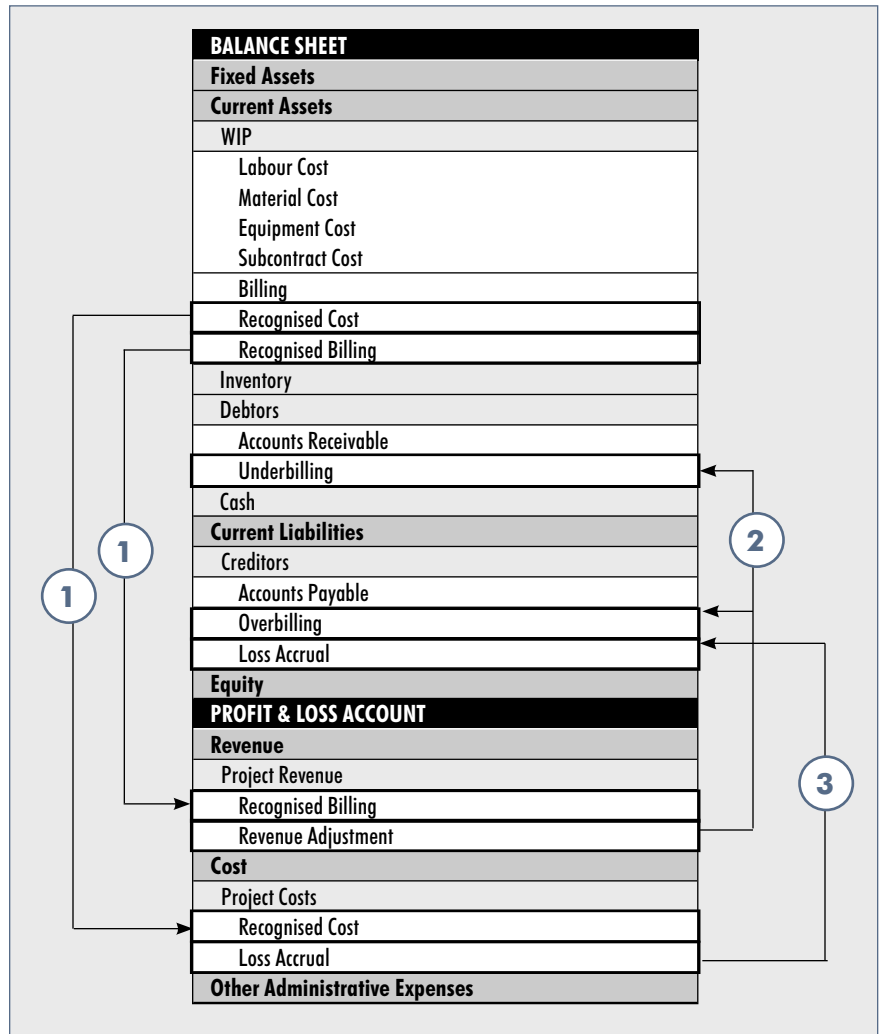 BALANCE SHEET
Fixed Assets
Current Assets
WIP
Labour Cost
Material Cost
Equipment Cost
Subcontract Cost
Billing
Recognised Cost
Recognised Billing
Inventory
Debtors
Accounts Receivable
Underbilling
Cash
Current Liabilities
Creditors
Accounts Payable
Overbilling
Loss Accrual
Equity
PROFIT & LOSS ACCOUNT
Revenue
Project Revenue
Recognised Billing
Revenue Adjustment
Cost
Project Costs
Recognised Cost
Loss Accrual
Other Administrative Expenses
1
1
2
3